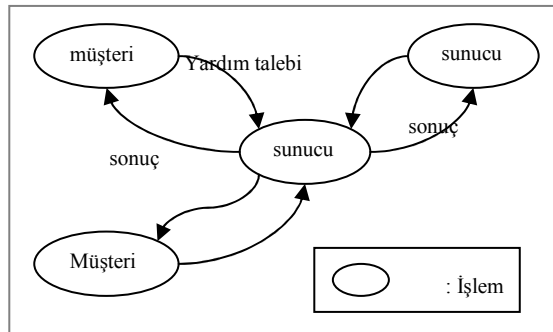 müşteri
Yardım talebi
sunucu
sunucu
sonuç
sonuç
Müşteri
: İşlem